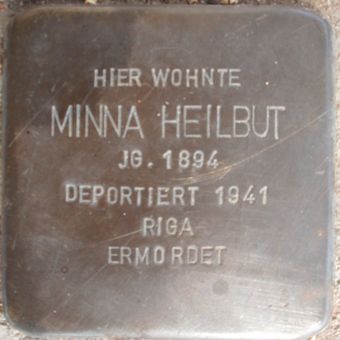 HIER WOHNTE
MINNA HEILBUT
JG. 1894
DEPORTIERT 1941
RIGA
ERMORDET